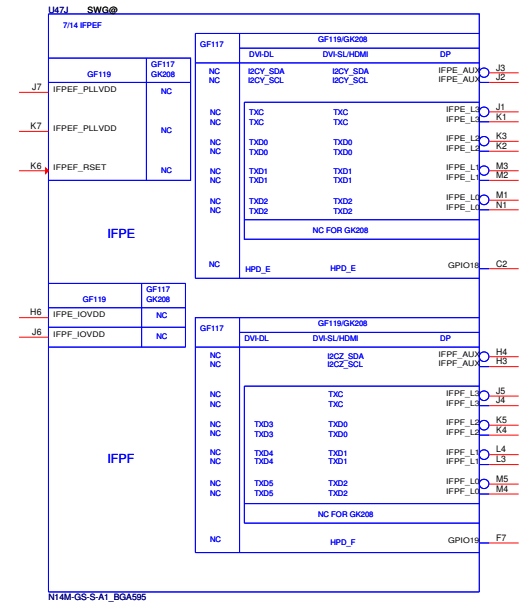 U47J SWG@
7/14 IFPEF
GF119 GF117 GK208
J7 IFPEF_PLLVDD NC
K7 IFPEF_PLLVDD NC
K6 IFPEF_RSET NC
IFPE
GF117 GF119/GK208
DVI-DL DVI-SL/HDMI DP
NC I2CY_SDA I2CY_SDA IFPE_AUX J3
NC I2CY_SCL I2CY_SCL IFPE_AUX J2
NC TXC TXC IFPE_L3 J1
NC TXC TXC IFPE_L3 K1
NC TXD0 TXD0 IFPE_L2 K3
NC TXD0 TXD0 IFPE_L2 K2
NC TXD1 TXD1 IFPE_L1 M3
NC TXD1 TXD1 IFPE_L1 M2
NC TXD2 TXD2 IFPE_L0 M1
NC TXD2 TXD2 IFPE_L0 N1
NC FOR GK208
NC HPD_E HPD_E GPIO18 C2
GF119 GF117 GK208
H6 IFPE_IOVDD NC
J6 IFPF_IOVDD NC
IFPF
GF117 GF119/GK208
DVI-DL DVI-SL/HDMI DP
NC I2CZ_SDA IFPF_AUX H4
NC I2CZ_SCL IFPF_AUX H3
NC TXC IFPF_L3 J5
NC TXC IFPF_L3 J4
NC TXD3 TXD0 IFPF_L2 K5
NC TXD3 TXD0 IFPF_L2 K4
NC TXD4 TXD1 IFPF_L1 L4
NC TXD4 TXD1 IFPF_L1 L3
NC TXD5 TXD2 IFPF_L0 M5
NC TXD5 TXD2 IFPF_L0 M4
NC FOR GK208
NC HPD_F GPIO19 F7
N14M-GS-S-A1_BGA595